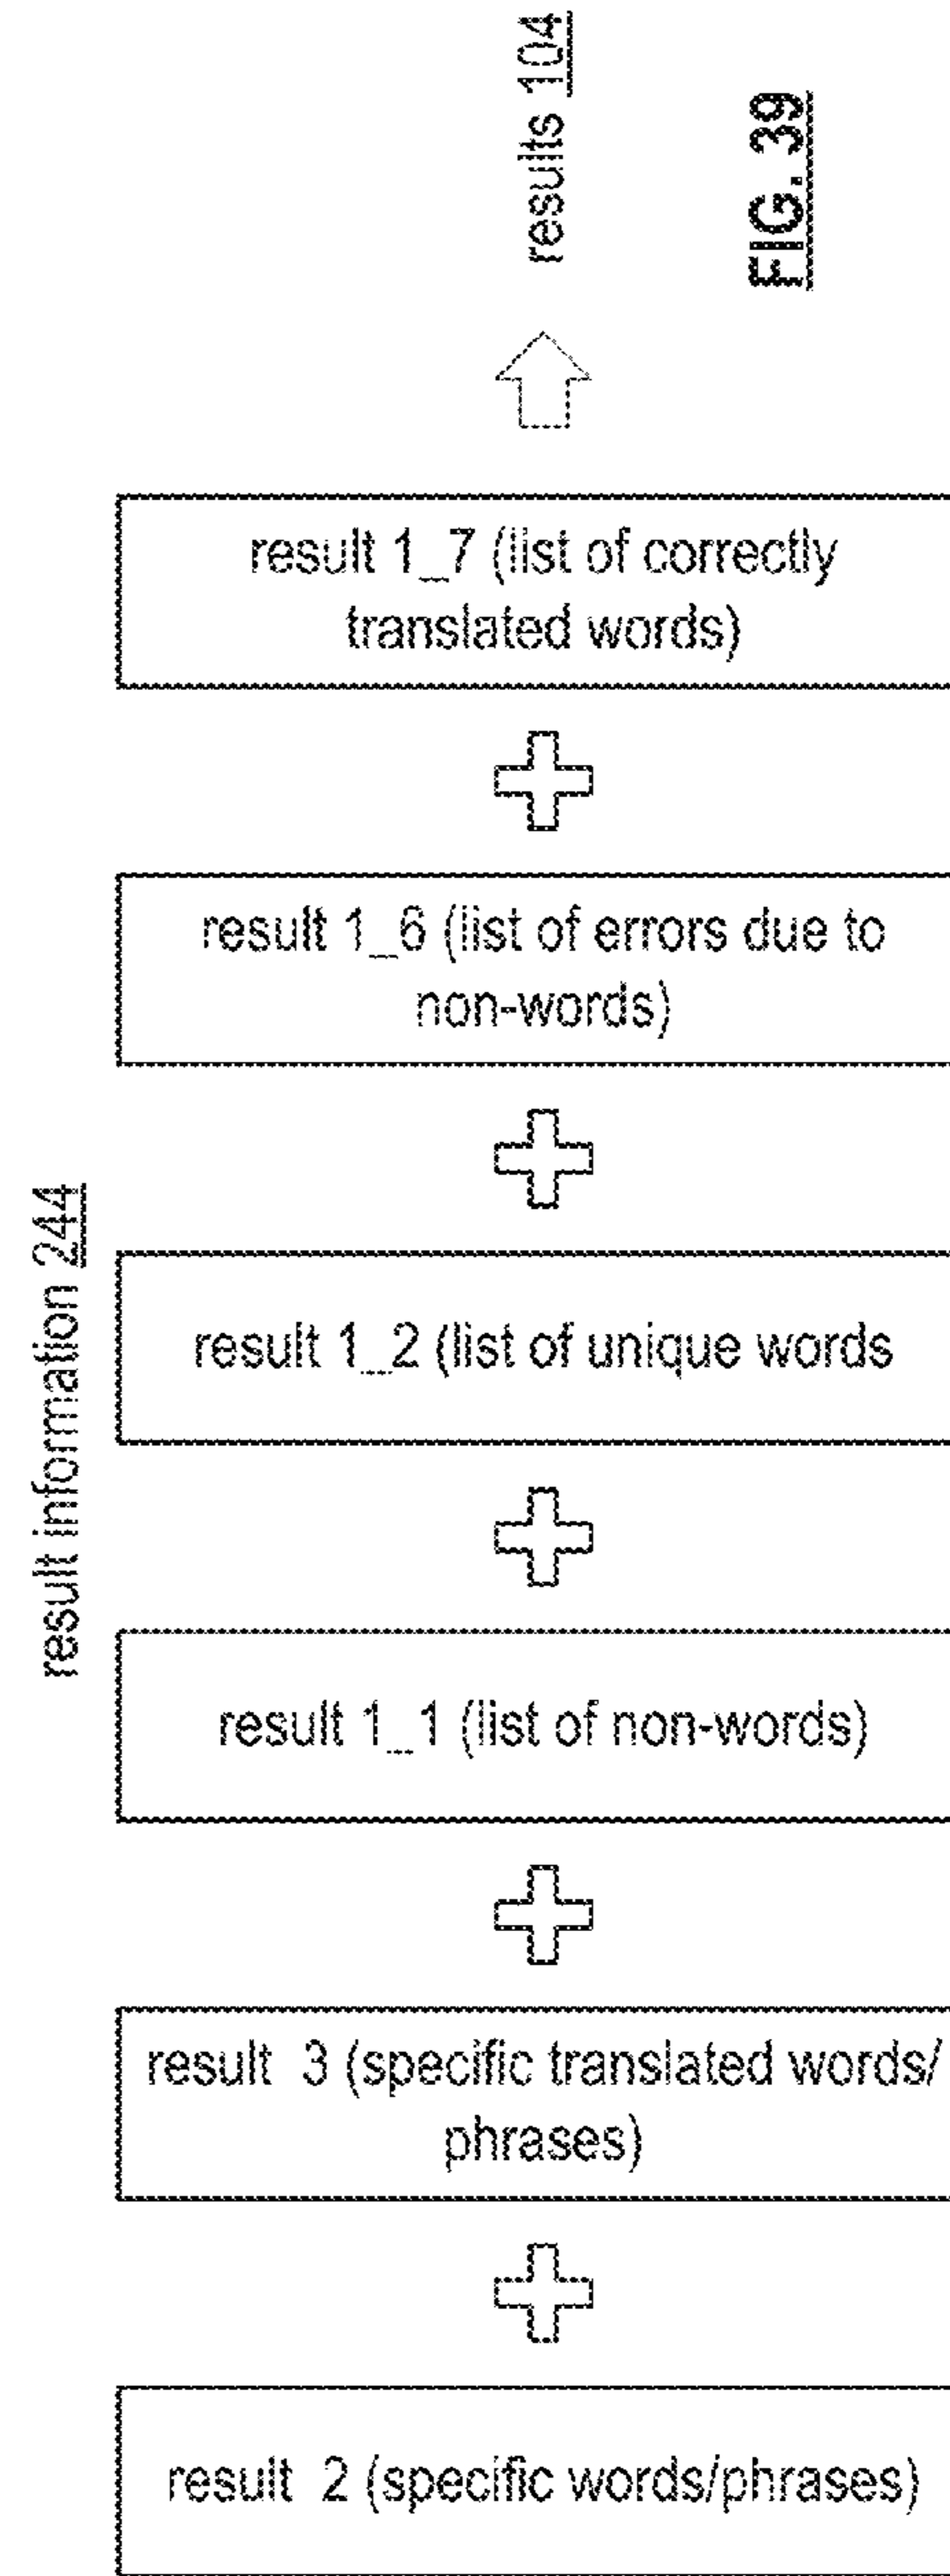 results 104
FIG. 39
result 1_7 (list of correctly
translated words)
result 1_6 (list of errors due to
non-words)
result information 244
result 1_2 (list of unique words
result 1_1 (list of non-words)
result 3 (specific translated words/
phrases)
result 2 (specific words/phrases)